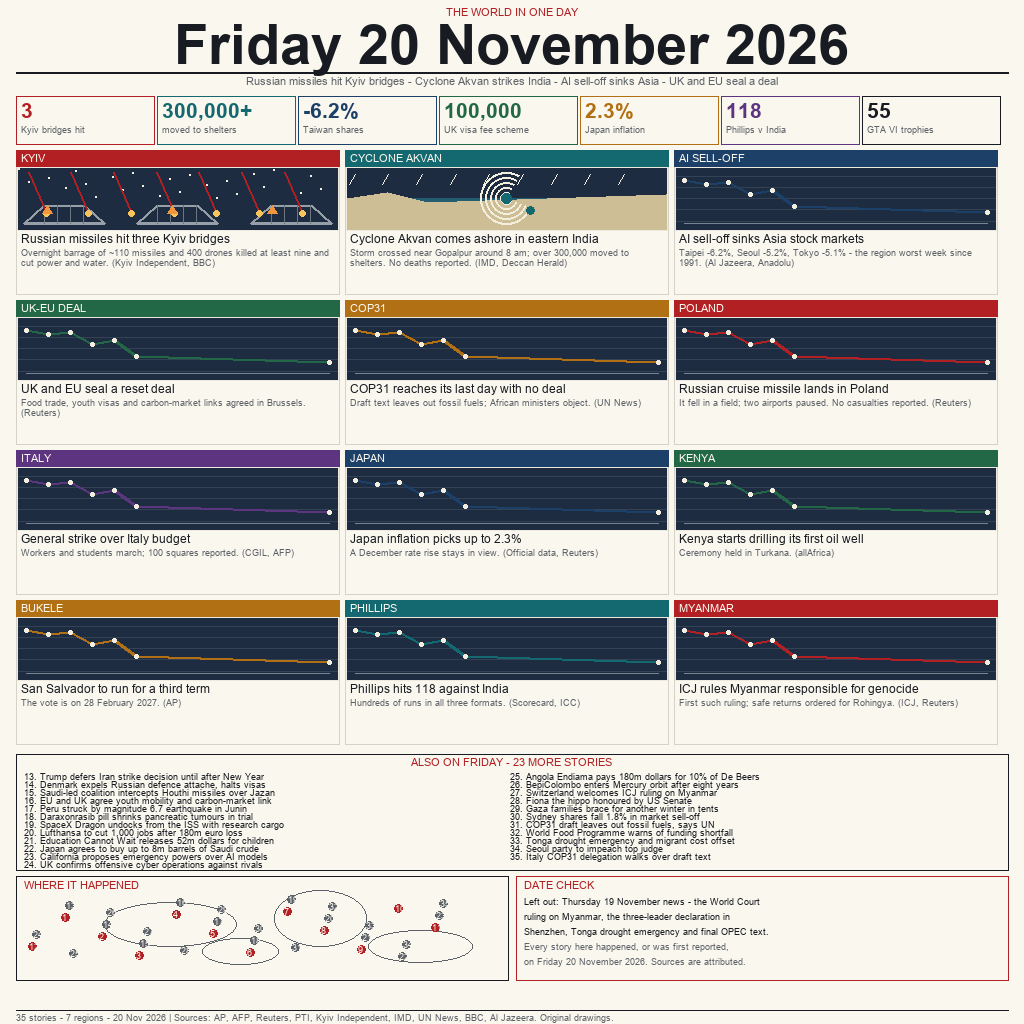 THE WORLD IN ONE DAY
Friday 20 November 2026
Russian missiles hit Kyiv bridges - Cyclone Akvan strikes India - AI sell-off sinks Asia - UK and EU seal a deal
3
Kyiv bridges hit
300,000+
moved to shelters
-6.2%
Taiwan shares
100,000
UK visa fee scheme
2.3%
Japan inflation
118
Phillips v India
55
GTA VI trophies
KYIV
Russian missiles hit three Kyiv bridges
Overnight barrage of ~110 missiles and 400 drones killed at least nine and
cut power and water. (Kyiv Independent, BBC)
CYCLONE AKVAN
Cyclone Akvan comes ashore in eastern India
Storm crossed near Gopalpur around 8 am; over 300,000 moved to
shelters. No deaths reported. (IMD, Deccan Herald)
AI SELL-OFF
AI sell-off sinks Asia stock markets
Taipei -6.2%, Seoul -5.2%, Tokyo -5.1% - the region worst week since
1991. (Al Jazeera, Anadolu)
UK-EU DEAL
UK and EU seal a reset deal
Food trade, youth visas and carbon-market links agreed in Brussels.
(Reuters)
COP31
COP31 reaches its last day with no deal
Draft text leaves out fossil fuels; African ministers object. (UN News)
POLAND
Russian cruise missile lands in Poland
It fell in a field; two airports paused. No casualties reported. (Reuters)
ITALY
General strike over Italy budget
Workers and students march; 100 squares reported. (CGIL, AFP)
JAPAN
Japan inflation picks up to 2.3%
A December rate rise stays in view. (Official data, Reuters)
KENYA
Kenya starts drilling its first oil well
Ceremony held in Turkana. (allAfrica)
BUKELE
San Salvador to run for a third term
The vote is on 28 February 2027. (AP)
PHILLIPS
Phillips hits 118 against India
Hundreds of runs in all three formats. (Scorecard, ICC)
MYANMAR
ICJ rules Myanmar responsible for genocide
First such ruling; safe returns ordered for Rohingya. (ICJ, Reuters)
ALSO ON FRIDAY - 23 MORE STORIES
13. Trump defers Iran strike decision until after New Year
14. Denmark expels Russian defence attache, halts visas
15. Saudi-led coalition intercepts Houthi missiles over Jazan
16. EU and UK agree youth mobility and carbon-market link
17. Peru struck by magnitude 6.7 earthquake in Junin
18. Daraxonrasib pill shrinks pancreatic tumours in trial
19. SpaceX Dragon undocks from the ISS with research cargo
20. Lufthansa to cut 1,000 jobs after 180m euro loss
21. Education Cannot Wait releases 52m dollars for children
22. Japan agrees to buy up to 8m barrels of Saudi crude
23. California proposes emergency powers over AI models
24. UK confirms offensive cyber operations against rivals
25. Angola Endiama pays 180m dollars for 10% of De Beers
26. BepiColombo enters Mercury orbit after eight years
27. Switzerland welcomes ICJ ruling on Myanmar
28. Fiona the hippo honoured by US Senate
29. Gaza families brace for another winter in tents
30. Sydney shares fall 1.8% in market sell-off
31. COP31 draft leaves out fossil fuels, says UN
32. World Food Programme warns of funding shortfall
33. Tonga drought emergency and migrant cost offset
34. Seoul party to impeach top judge
35. Italy COP31 delegation walks over draft text
WHERE IT HAPPENED
DATE CHECK
Left out: Thursday 19 November news - the World Court
ruling on Myanmar, the three-leader declaration in
Shenzhen, Tonga drought emergency and final OPEC text.
Every story here happened, or was first reported,
on Friday 20 November 2026. Sources are attributed.
35 stories - 7 regions - 20 Nov 2026 | Sources: AP, AFP, Reuters, PTI, Kyiv Independent, IMD, UN News, BBC, Al Jazeera. Original drawings.